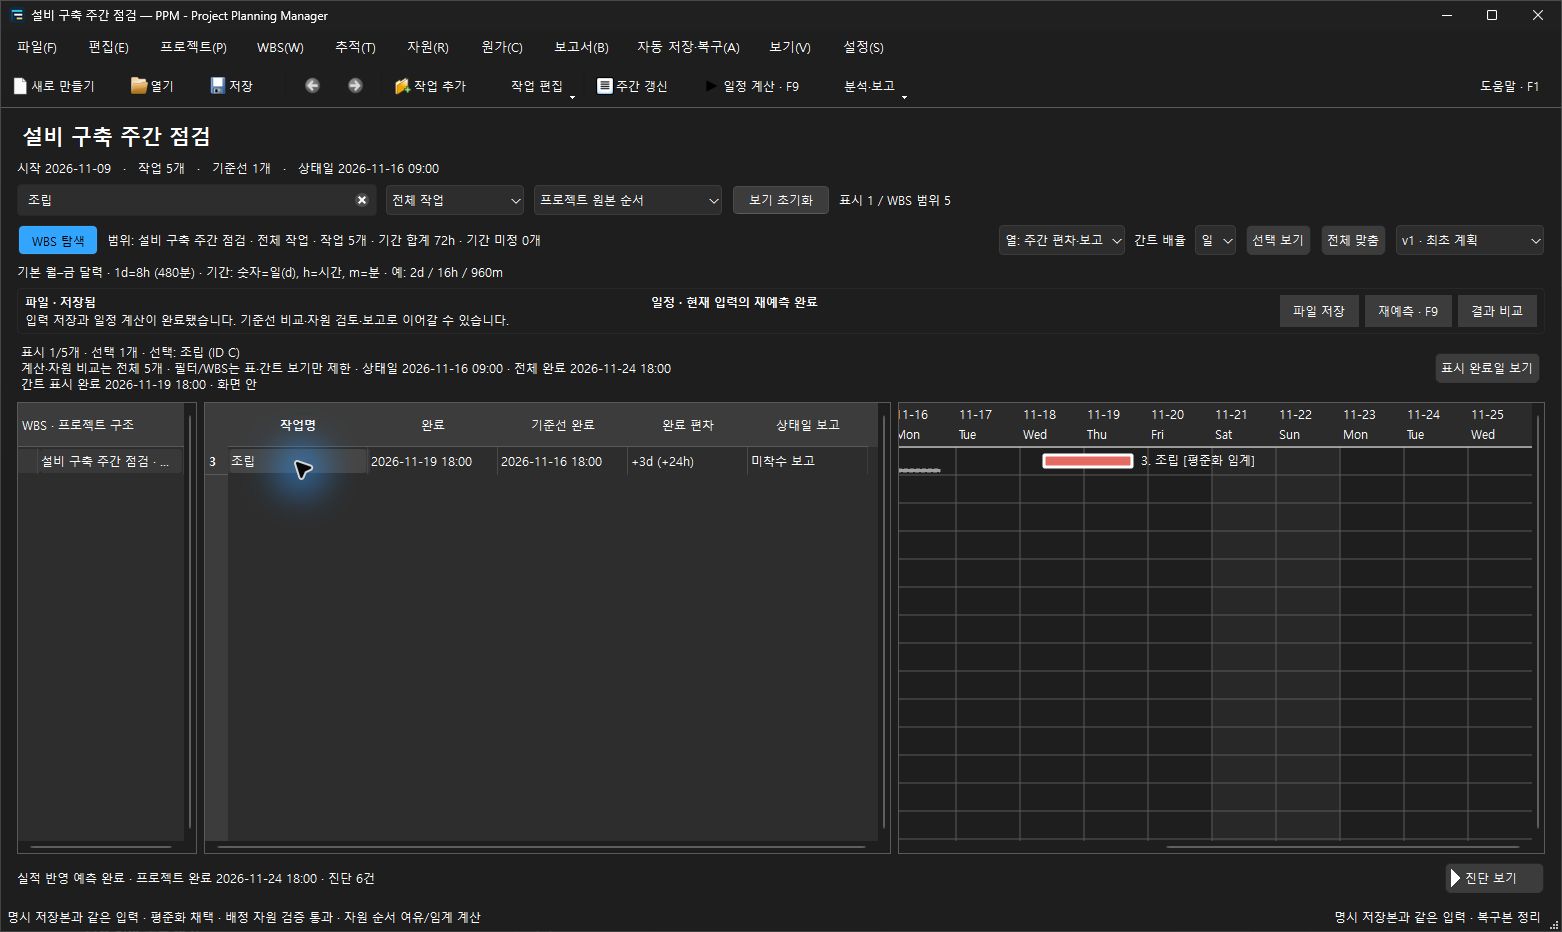 설비 구축 주간 점검 — PPM - Project Planning Manager
파일(F) 편집(E) 프로젝트(P) WBS(W) 추적(T) 자원(R) 원가(C) 보고서(B) 자동 저장·복구(A) 보기(V) 설정(S)
새로 만들기 열기 저장 작업 추가 작업 편집 주간 갱신 일정 계산 · F9 분석·보고 도움말 · F1
설비 구축 주간 점검
시작 2026-11-09 · 작업 5개 · 기준선 1개 · 상태일 2026-11-16 09:00
조립 전체 작업 프로젝트 원본 순서 보기 초기화 표시 1 / WBS 범위 5
WBS 탐색 범위: 설비 구축 주간 점검 · 전체 작업 · 작업 5개 · 기간 합계 72h · 기간 미정 0개 열: 주간 편차·보고 간트 배율 일 선택 보기 전체 맞춤 v1 · 최초 계획
기본 월–금 달력 · 1d=8h (480분) · 기간: 숫자=일(d), h=시간, m=분 · 예: 2d / 16h / 960m
파일 · 저장됨 일정 · 현재 입력의 재예측 완료
입력 저장과 일정 계산이 완료됐습니다. 기준선 비교·자원 검토·보고로 이어갈 수 있습니다.
파일 저장 재예측 · F9 결과 비교
표시 1/5개 · 선택 1개 · 선택: 조립 (ID C)
계산·자원 비교는 전체 5개 · 필터/WBS는 표·간트 보기만 제한 · 상태일 2026-11-16 09:00 · 전체 완료 2026-11-24 18:00
간트 표시 완료 2026-11-19 18:00 · 화면 안
표시 완료일 보기
WBS · 프로젝트 구조 작업명 완료 기준선 완료 완료 편차 상태일 보고
11-16 11-17 11-18 11-19 11-20 11-21 11-22 11-23 11-24 11-25
Mon Tue Wed Thu Fri Sat Sun Mon Tue Wed
설비 구축 주간 점검 · ... 3 조립 2026-11-19 18:00 2026-11-16 18:00 +3d (+24h) 미착수 보고 3. 조립 [평준화 임계]
실적 반영 예측 완료 · 프로젝트 완료 2026-11-24 18:00 · 진단 6건 진단 보기
명시 저장본과 같은 입력 · 평준화 채택 · 배정 자원 검증 통과 · 자원 순서 여유/임계 계산 명시 저장본과 같은 입력 · 복구본 정리